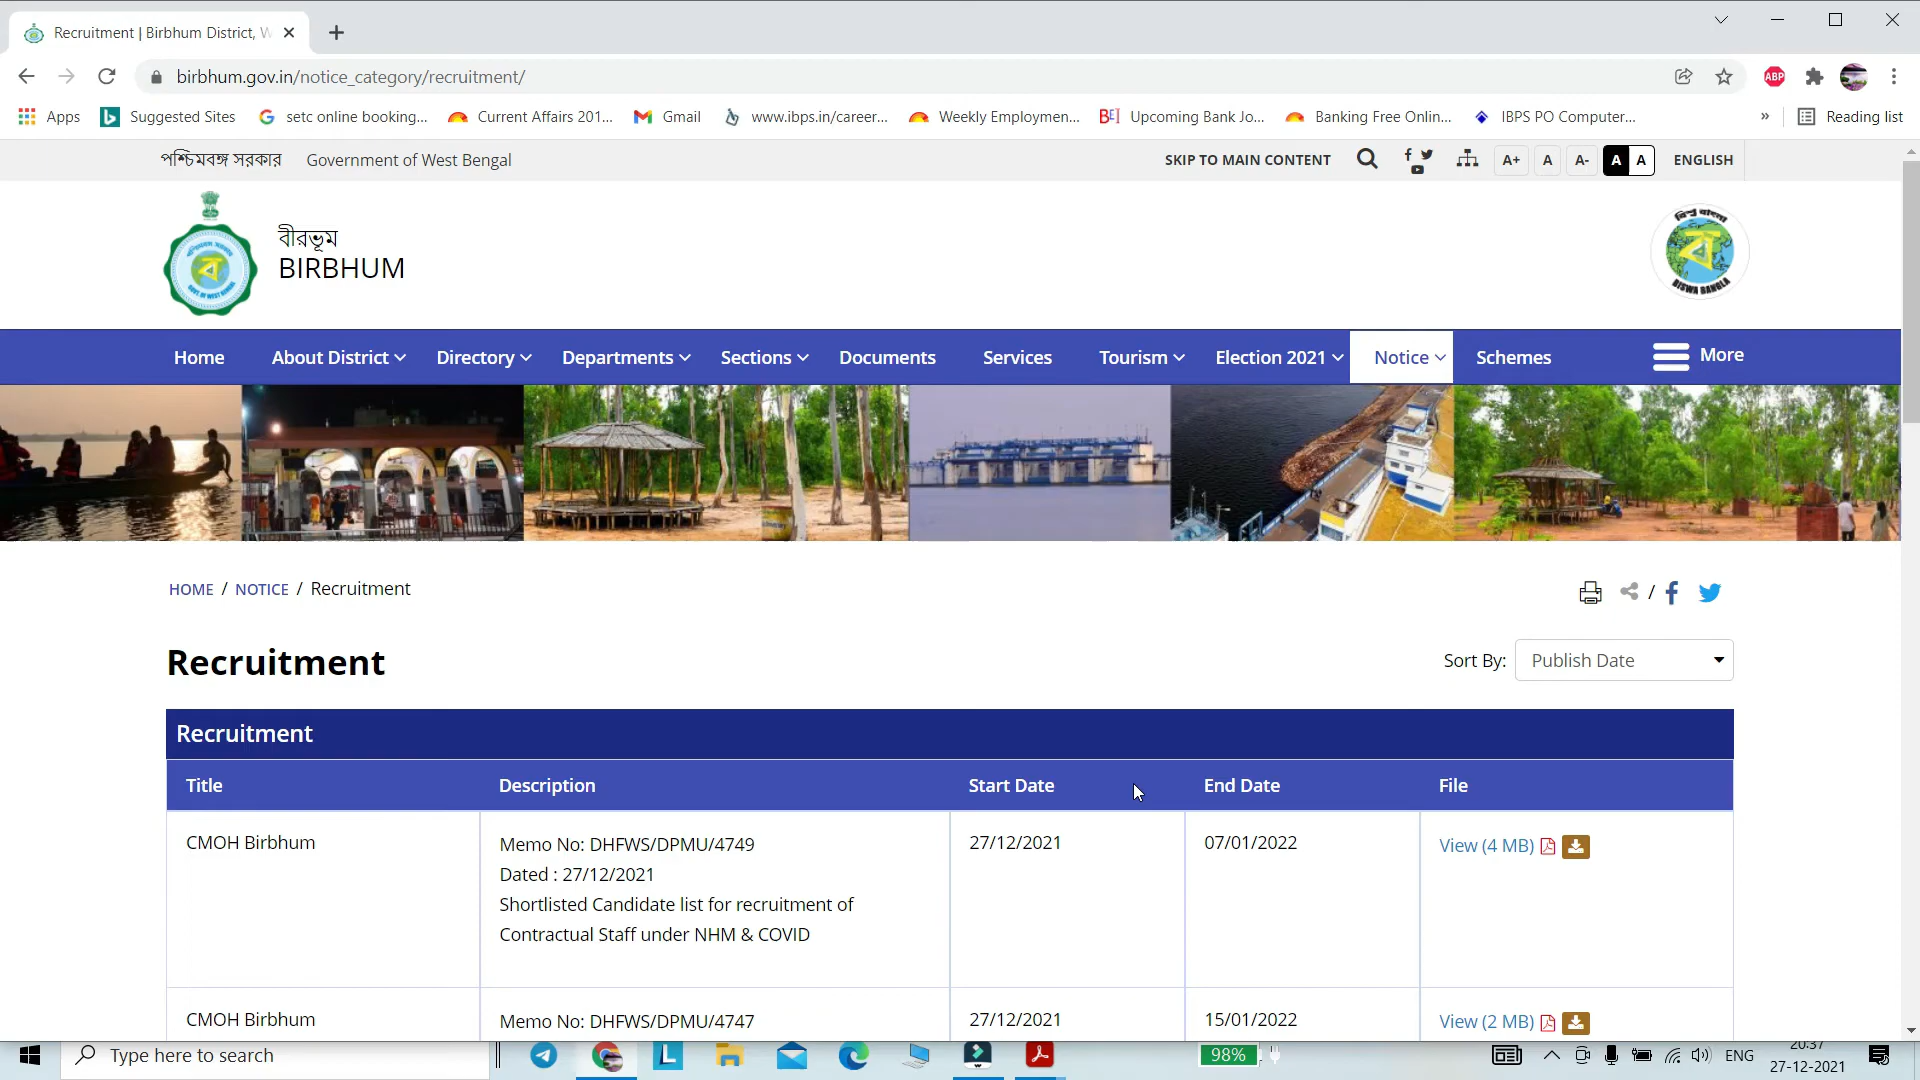 Recruitment | Birbhum District, W
birbhum.gov.in/notice_category/recruitment/
ABP
Apps Suggested Sites setc online booking... Current Affairs 201... Gmail www.ibps.in/career... Weekly Employmen... BEI Upcoming Bank Jo... Banking Free Onlin... IBPS PO Computer... » Reading list
পশ্চিমবঙ্গ সরকার Government of West Bengal SKIP TO MAIN CONTENT A+ A A- A A ENGLISH
বীরভূম
BIRBHUM
বিশ্ব বাংলা
BISWA BANGLA
Home About District Directory Departments Sections Documents Services Tourism Election 2021 Notice Schemes More
HOME / NOTICE / Recruitment
Recruitment
Sort By: Publish Date
Recruitment
Title Description Start Date End Date File
CMOH Birbhum Memo No: DHFWS/DPMU/4749 27/12/2021 07/01/2022 View (4 MB)
Dated : 27/12/2021
Shortlisted Candidate list for recruitment of
Contractual Staff under NHM & COVID
CMOH Birbhum Memo No: DHFWS/DPMU/4747 27/12/2021 15/01/2022 View (2 MB)
Type here to search 98% ENG 20:37
27-12-2021